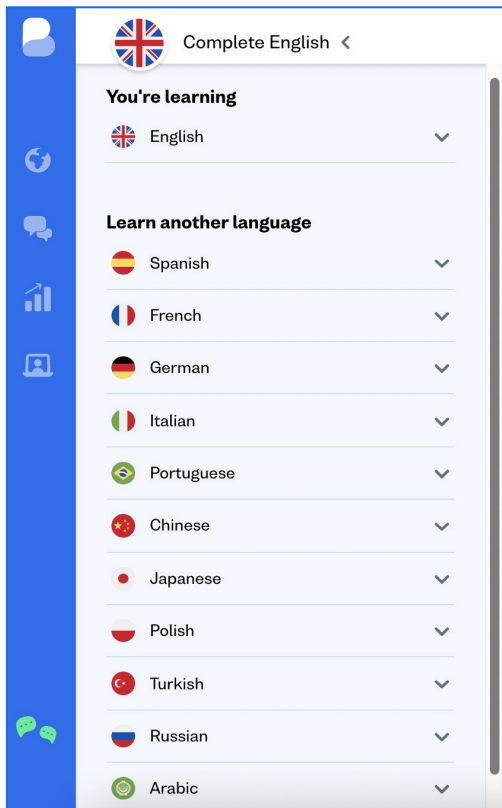 Complete English
You're learning
English
Learn another language
Spanish
French
German
Italian
Portuguese
Chinese
Japanese
Polish
Turkish
Russian
Arabic